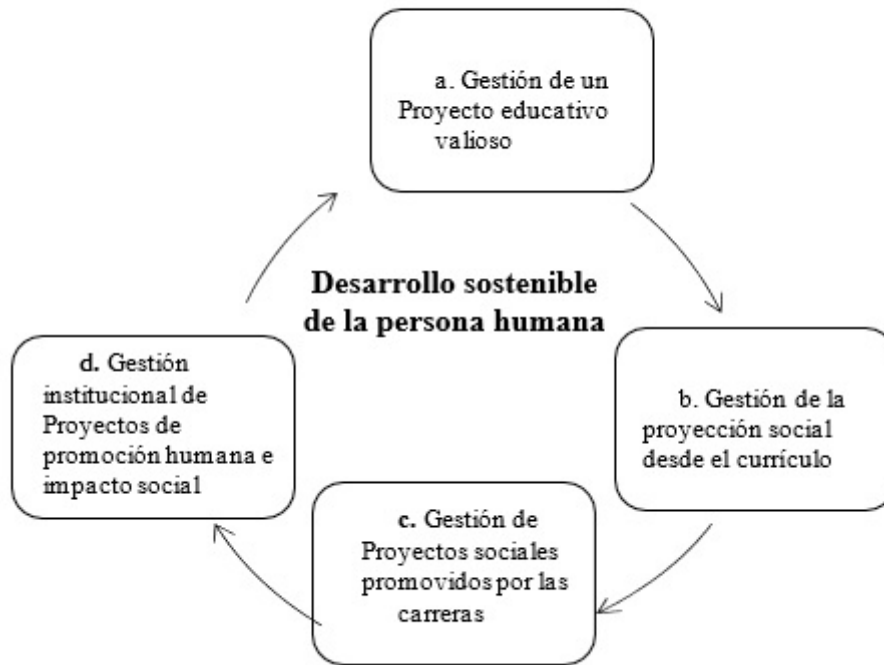 a. Gestión de un
Proyecto educativo
valioso
Desarrollo sostenible
de la persona humana
b. Gestión de la
proyección social
desde el currículo
c. Gestión de
Proyectos sociales
promovidos por las
carreras
d. Gestión
institucional de
Proyectos de
promoción humana e
impacto social